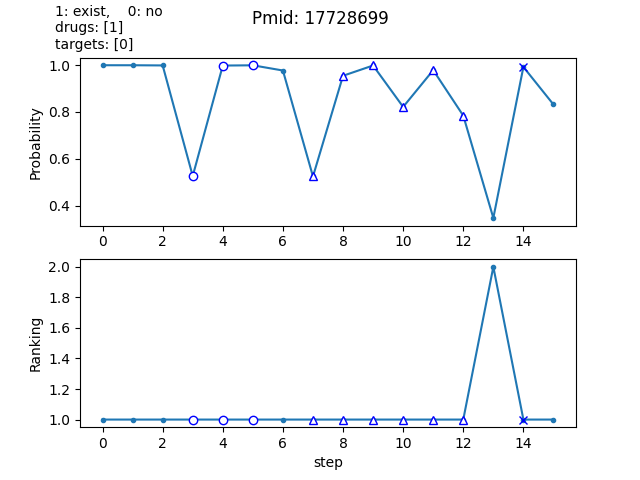 1: exist,    0: no
Pmid: 17728699
drugs: [1]
targets: [0]
1.0
0.8
0.6
0.4
Probability
0 2 4 6 8 10 12 14
2.0
1.8
1.6
1.4
1.2
1.0
Ranking
0 2 4 6 8 10 12 14
step